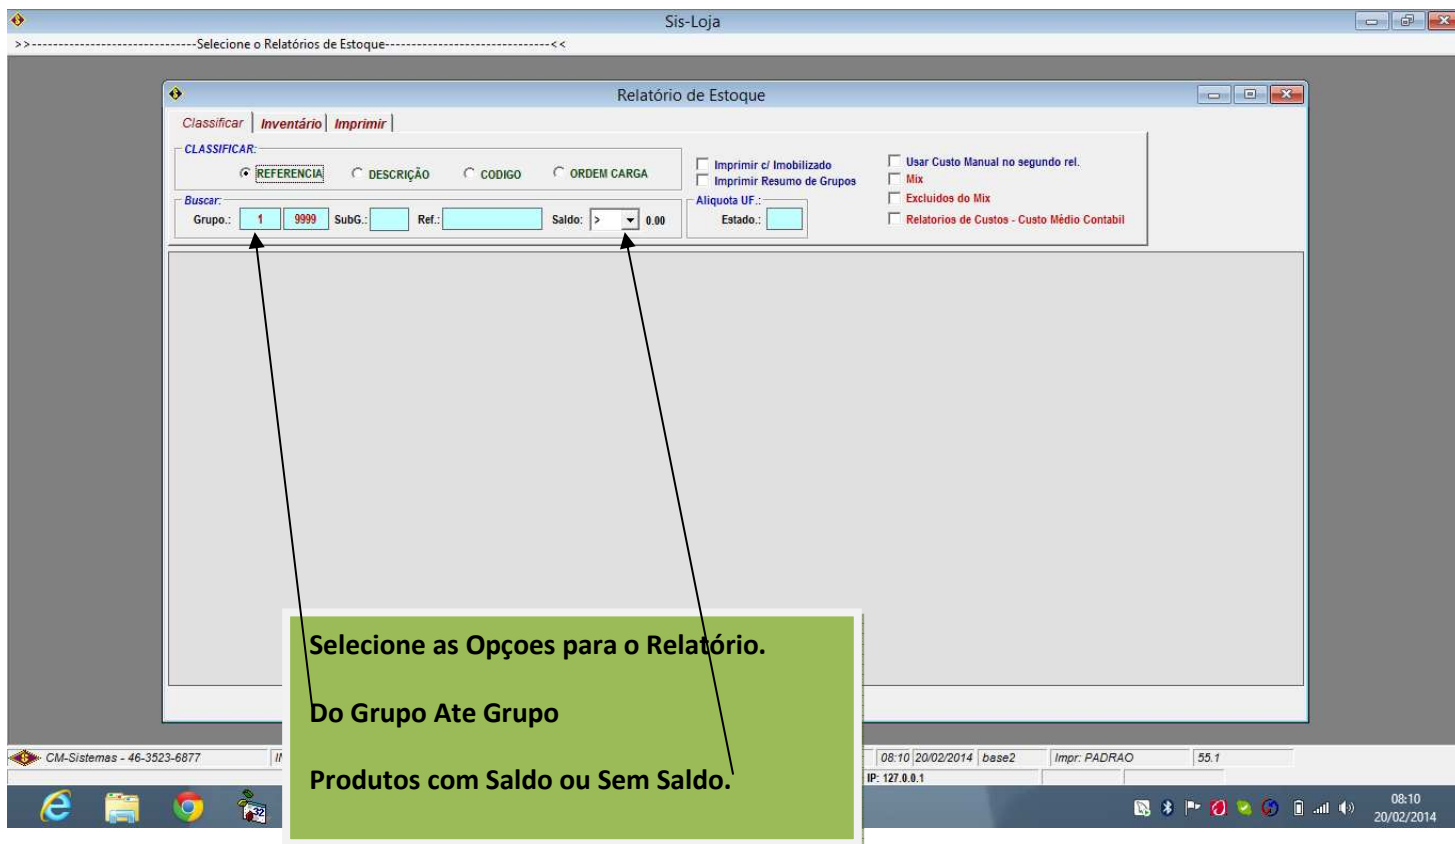 Sis-Loja
>>-------------------------------Selecione o Relatórios de Estoque-------------------------------<<
Relatório de Estoque
Classificar Inventário Imprimir
CLASSIFICAR:
REFERENCIA DESCRIÇÃO CODIGO ORDEM CARGA
Imprimir c/ Imobilizado
Imprimir Resumo de Grupos
Usar Custo Manual no segundo rel.
Mix
Excluidos do Mix
Relatorios de Custos - Custo Médio Contabil
Buscar:
Grupo.: 1 9999 SubG.: Ref.: Saldo: > 0.00
Aliquota UF.:
Estado.:
Selecione as Opçoes para o Relatório.
Do Grupo Ate Grupo
Produtos com Saldo ou Sem Saldo.
CM-Sistemas - 46-3523-6877
08:10 20/02/2014 base2 Impr: PADRAO 55.1
IP: 127.0.0.1
32
08:10
20/02/2014